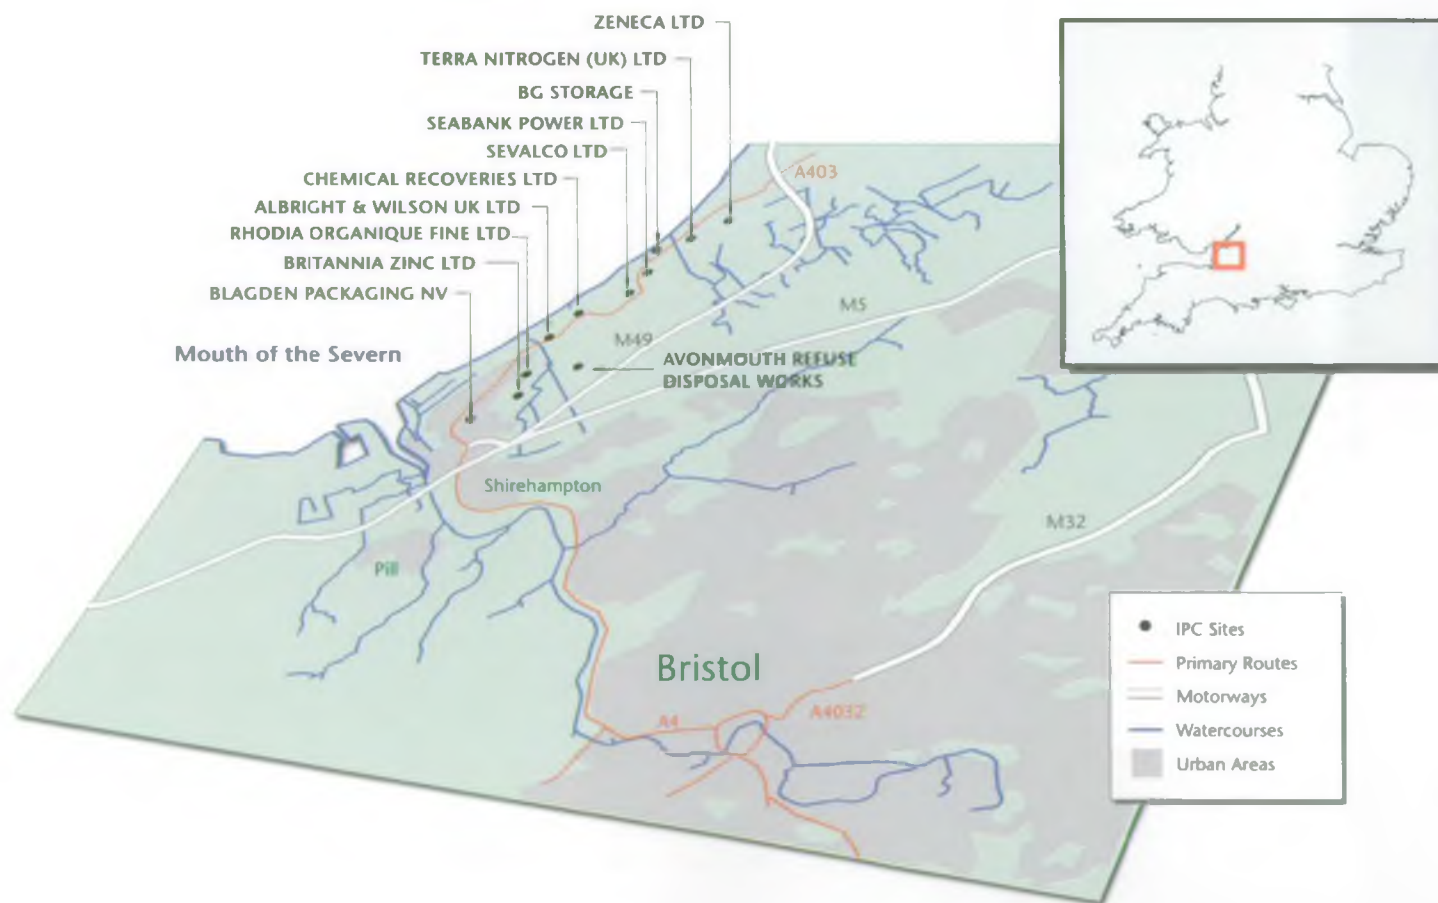 ZENECA LTD
TERRA NITROGEN (UK) LTD
BG STORAGE
SEABANK POWER LTD
SEVALCO LTD
CHEMICAL RECOVERIES LTD
ALBRIGHT & WILSON UK LTD
RHODIA ORGANIQUE FINE LTD
BRITANNIA ZINC LTD
BLAGDEN PACKAGING NV
A403
M5
M49
Mouth of the Severn
AVONMOUTH REFUSE
DISPOSAL WORKS
Shirehampton
M32
Pill
Bristol
A4
A4032
IPC Sites
Primary Routes
Motorways
Watercourses
Urban Areas